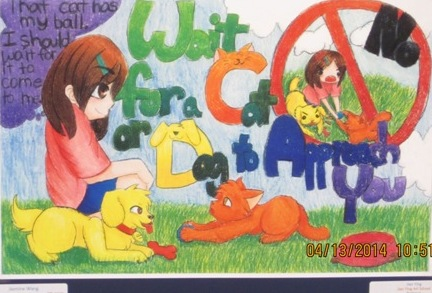 That cat has
my ball.
I should
wait for
it to
come
to me.
Wait
for a Cat
or Dog to Approach
You
No
04/13/2014 10:51